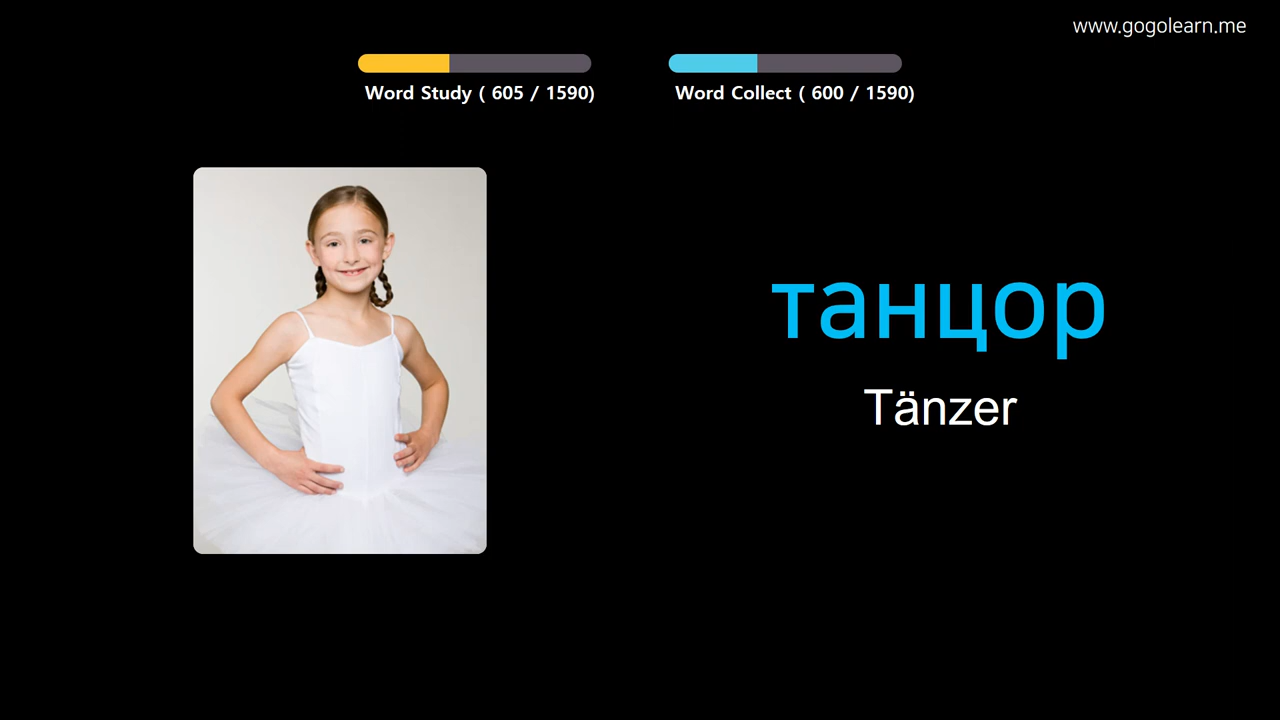 www.gogolearn.me
Word Study ( 605 / 1590)
Word Collect ( 600 / 1590)
танцор
Tänzer